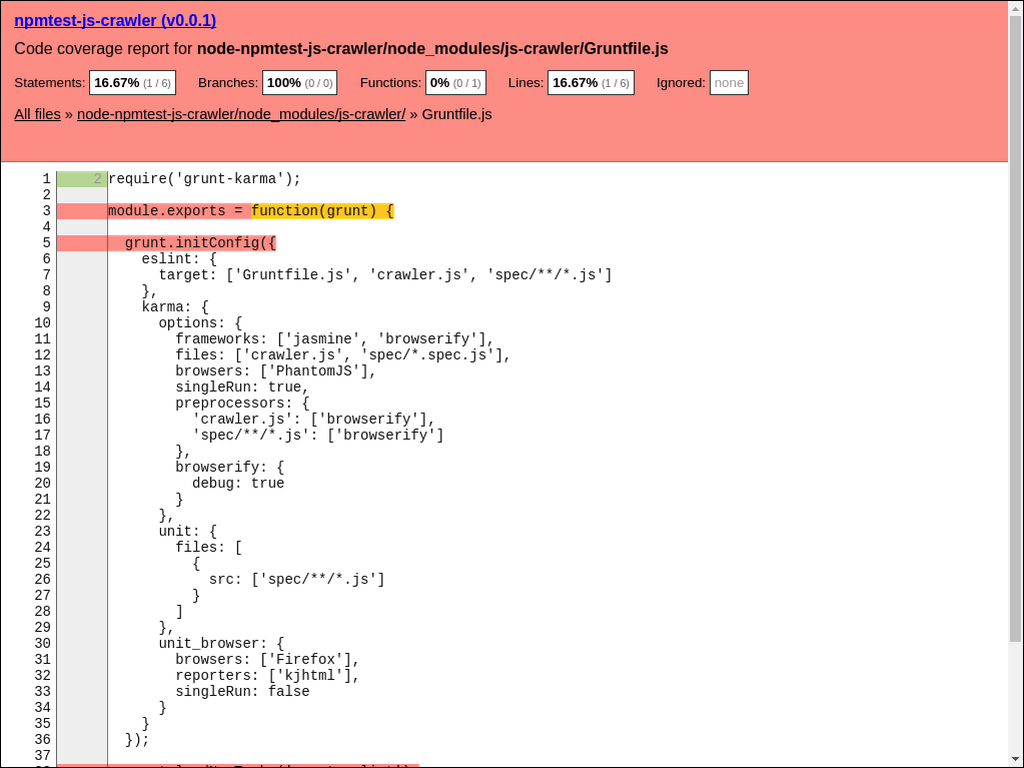 npmtest-js-crawler (v0.0.1)
Code coverage report for node-npmtest-js-crawler/node_modules/js-crawler/Gruntfile.js
Statements: 16.67% (1 / 6) Branches: 100% (0 / 0) Functions: 0% (0 / 1) Lines: 16.67% (1 / 6) Ignored: none
All files » node-npmtest-js-crawler/node_modules/js-crawler/ » Gruntfile.js
1 2 require('grunt-karma');
2
3 module.exports = function(grunt) {
4
5   grunt.initConfig({
6     eslint: {
7       target: ['Gruntfile.js', 'crawler.js', 'spec/**/*.js']
8     },
9     karma: {
10       options: {
11         frameworks: ['jasmine', 'browserify'],
12         files: ['crawler.js', 'spec/*.spec.js'],
13         browsers: ['PhantomJS'],
14         singleRun: true,
15         preprocessors: {
16           'crawler.js': ['browserify'],
17           'spec/**/*.js': ['browserify']
18         },
19         browserify: {
20           debug: true
21         }
22       },
23       unit: {
24         files: [
25           {
26             src: ['spec/**/*.js']
27           }
28         ]
29       },
30       unit_browser: {
31         browsers: ['Firefox'],
32         reporters: ['kjhtml'],
33         singleRun: false
34       }
35     }
36   });
37